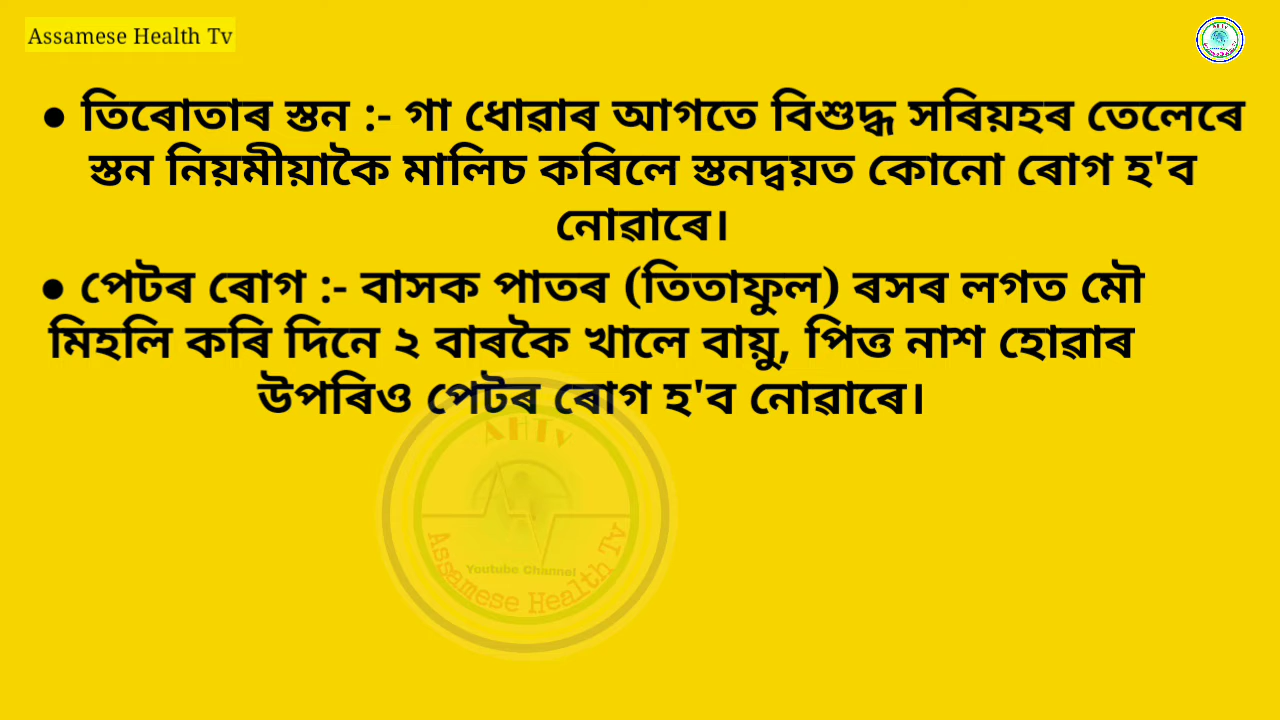 Assamese Health Tv
● তিৰোতাৰ স্তন :- গা ধোৱাৰ আগতে বিশুদ্ধ সৰিয়হৰ তেলেৰে
স্তন নিয়মীয়াকৈ মালিচ কৰিলে স্তনদ্বয়ত কোনো ৰোগ হ'ব
নোৱাৰে।
● পেটৰ ৰোগ :- বাসক পাতৰ (তিতাফুল) ৰসৰ লগত মৌ
মিহলি কৰি দিনে ২ বাৰকৈ খালে বায়ু, পিত্ত নাশ হোৱাৰ
উপৰিও পেটৰ ৰোগ হ'ব নোৱাৰে।
AHTv
Youtube Channel
Assamese Health Tv